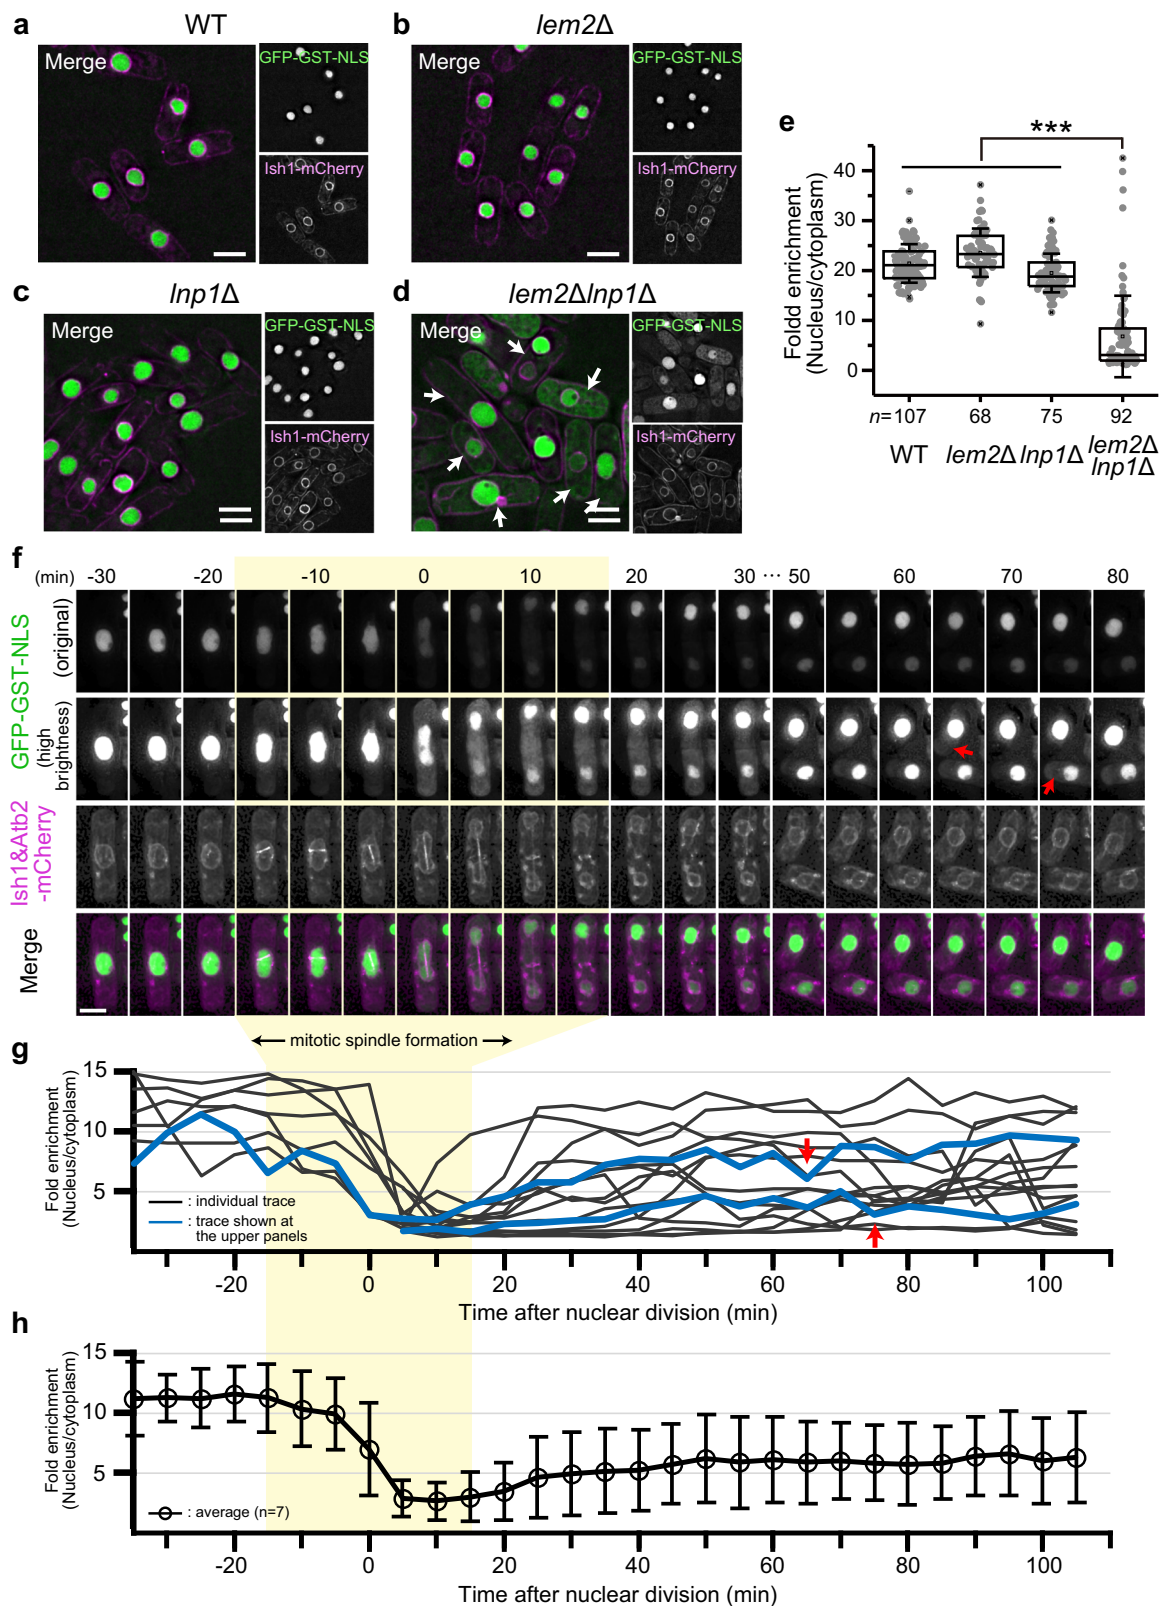 a WT
Merge
GFP-GST-NLS
Ish1-mCherry
b lem2Δ
Merge
GFP-GST-NLS
Ish1-mCherry
c lnp1Δ
Merge
GFP-GST-NLS
Ish1-mCherry
d lem2Δlnp1Δ
Merge
GFP-GST-NLS
Ish1-mCherry
e
***
Foldd enrichment
(Nucleus/cytoplasm)
40
30
20
10
0
n=107 68 75 92
WT lem2Δ lnp1Δ lem2Δ
lnp1Δ
f
(min) -30 -20 -10 0 10 20 30 ··· 50 60 70 80
GFP-GST-NLS
(original)
(high
brightness)
Ish1&Atb2
-mCherry
Merge
mitotic spindle formation
g
Fold enrichment
(Nucleus/cytoplasm)
15
10
5
: individual trace
: trace shown at
the upper panels
-20 0 20 40 60 80 100
Time after nuclear division (min)
h
Fold enrichment
(Nucleus/cytoplasm)
15
10
5
: average (n=7)
-20 0 20 40 60 80 100
Time after nuclear division (min)